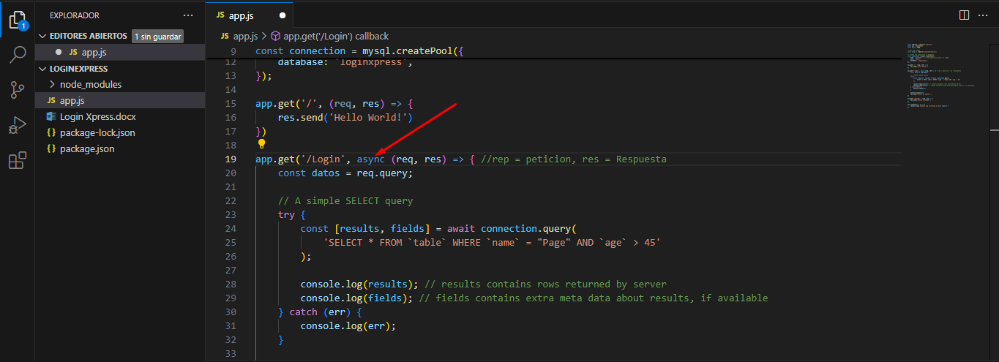 EXPLORADOR
EDITORES ABIERTOS 1 sin guardar
JS app.js
LOGINEXPRESS
node_modules
JS app.js
Login Xpress.docx
package-lock.json
package.json
1
JS app.js
JS app.js > app.get('/Login') callback
9 const connection = mysql.createPool({
12 database: 'loginxpress',
13 });
14
15 app.get('/', (req, res) => {
16 res.send('Hello World!')
17 })
18
19 app.get('/Login', async (req, res) => { //rep = peticion, res = Respuesta
20 const datos = req.query;
21
22 // A simple SELECT query
23 try {
24 const [results, fields] = await connection.query(
25 'SELECT * FROM `table` WHERE `name` = "Page" AND `age` > 45'
26 );
27
28 console.log(results); // results contains rows returned by server
29 console.log(fields); // fields contains extra meta data about results, if available
30 } catch (err) {
31 console.log(err);
32 }
33